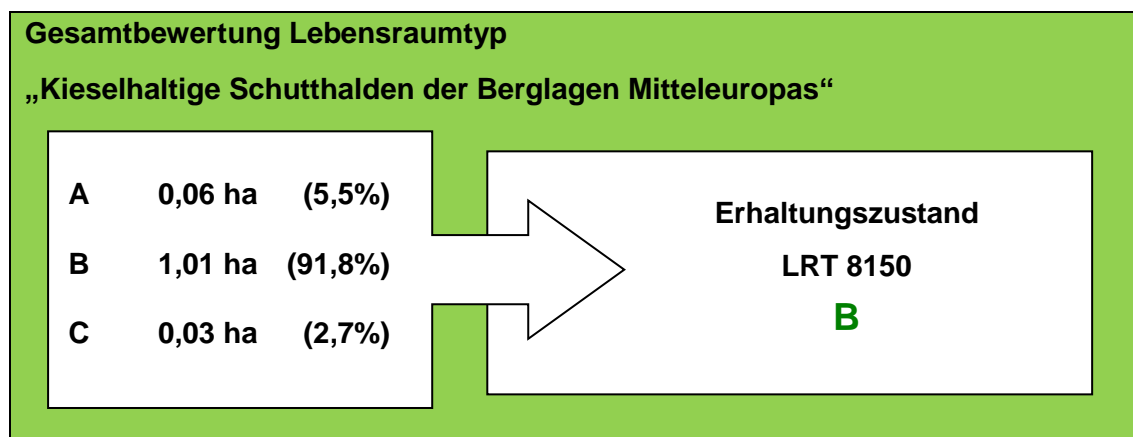 Gesamtbewertung Lebensraumtyp
„Kieselhaltige Schutthalden der Berglagen Mitteleuropas“
A 0,06 ha (5,5%)
B 1,01 ha (91,8%)
C 0,03 ha (2,7%)
Erhaltungszustand
LRT 8150
B